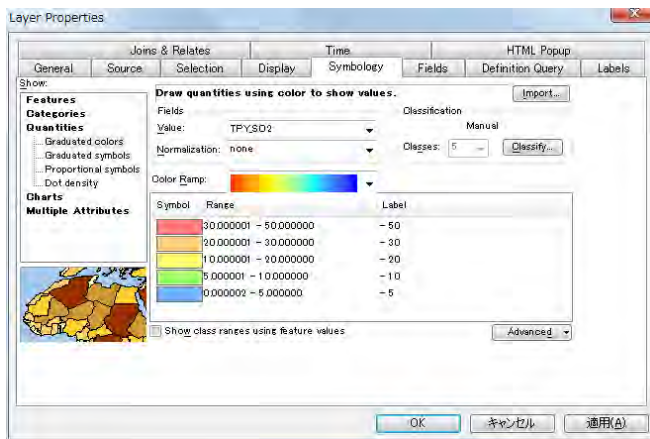 Layer Properties
Joins & Relates Time HTML Popup
General Source Selection Display Symbology Fields Definition Query Labels
Show:
Features
Categories
Quantities
Graduated colors
Graduated symbols
Proportional symbols
Dot density
Charts
Multiple Attributes
Draw quantities using color to show values.
Import...
Fields
Value: TPY_SO2
Normalization: none
Classification
Manual
Classes: 5 Classify...
Color Ramp:
Symbol Range Label
30.000001 - 50.000000 - 50
20.000001 - 30.000000 - 30
10.000001 - 20.000000 - 20
5.000001 - 10.000000 - 10
0.000002 - 5.000000 - 5
Show class ranges using feature values
Advanced
OK キャンセル 適用(A)